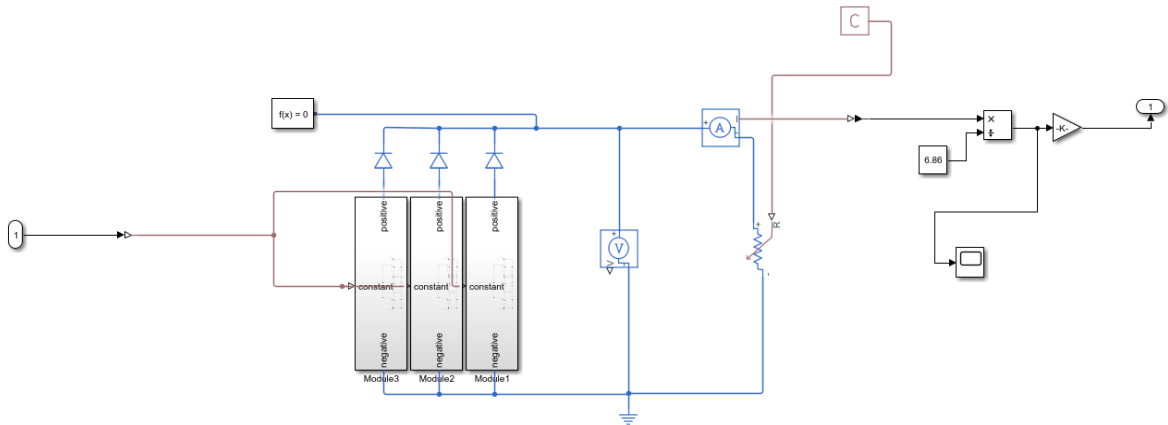 C
f(x) = 0
+
A
I
1
×
÷
6.86
-K-
positive
positive
positive
1
+
V
V
+
R
-
constant
constant
constant
negative
negative
negative
Module3
Module2
Module1